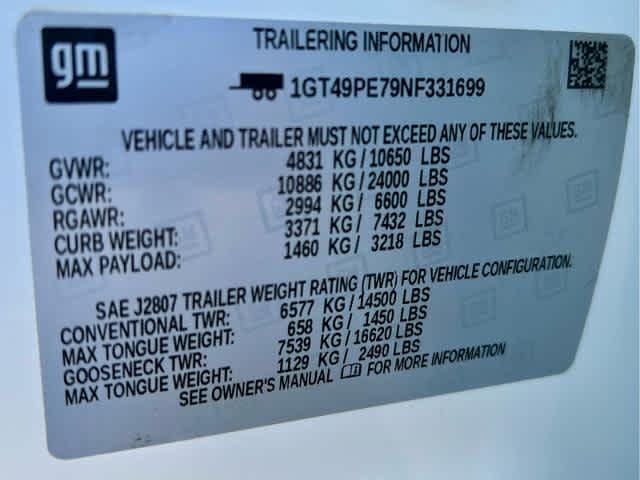 gm
TRAILERING INFORMATION
1GT49PE79NF331699
VEHICLE AND TRAILER MUST NOT EXCEED ANY OF THESE VALUES.
GVWR: 4831 KG/10650 LBS
GCWR: 10886 KG/24000 LBS
RGAWR: 2994 KG/ 6600 LBS
CURB WEIGHT: 3371 KG/ 7432 LBS
MAX PAYLOAD: 1460 KG/ 3218 LBS
SAE J2807 TRAILER WEIGHT RATING (TWR) FOR VEHICLE CONFIGURATION.
CONVENTIONAL TWR: 6577 KG/14500 LBS
MAX TONGUE WEIGHT: 658 KG/ 1450 LBS
GOOSENECK TWR: 7539 KG/16620 LBS
MAX TONGUE WEIGHT: 1129 KG/ 2490 LBS
SEE OWNER'S MANUAL FOR MORE INFORMATION